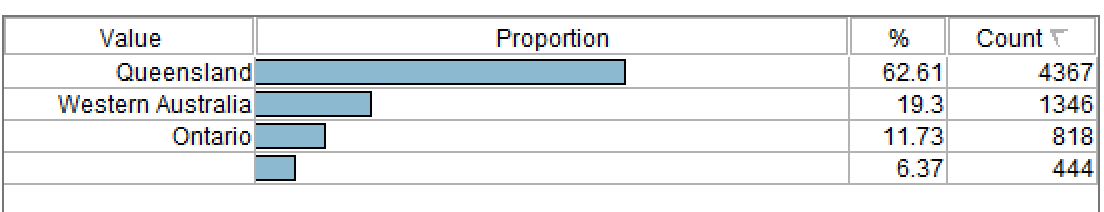 Value Proportion % Count
Queensland 62.61 4367
Western Australia 19.3 1346
Ontario 11.73 818
6.37 444